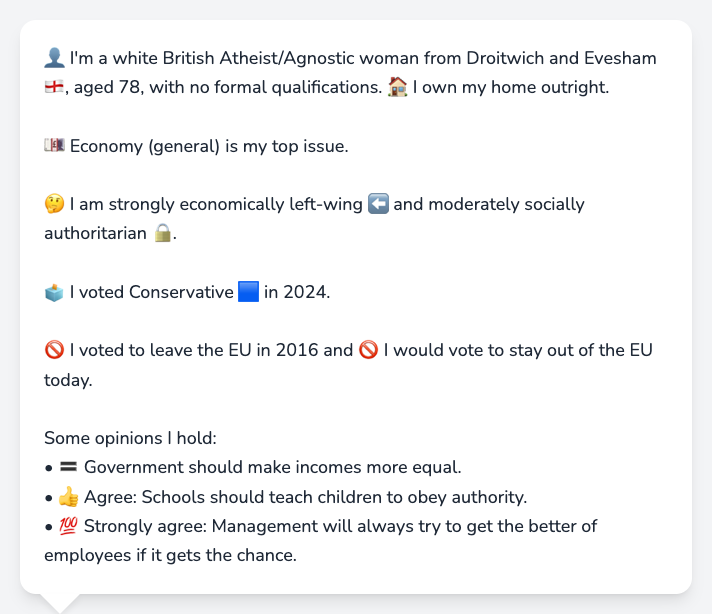 👤 I'm a white British Atheist/Agnostic woman from Droitwich and Evesham
🏴󠁧󠁢󠁥󠁮󠁧󠁿, aged 78, with no formal qualifications. 🏠 I own my home outright.
💷 Economy (general) is my top issue.
🤔 I am strongly economically left-wing ⬅️ and moderately socially
authoritarian 🔒.
🗳️ I voted Conservative 🟦 in 2024.
🚫 I voted to leave the EU in 2016 and 🚫 I would vote to stay out of the EU
today.
Some opinions I hold:
• 🟰 Government should make incomes more equal.
• 👍 Agree: Schools should teach children to obey authority.
• 💯 Strongly agree: Management will always try to get the better of
employees if it gets the chance.